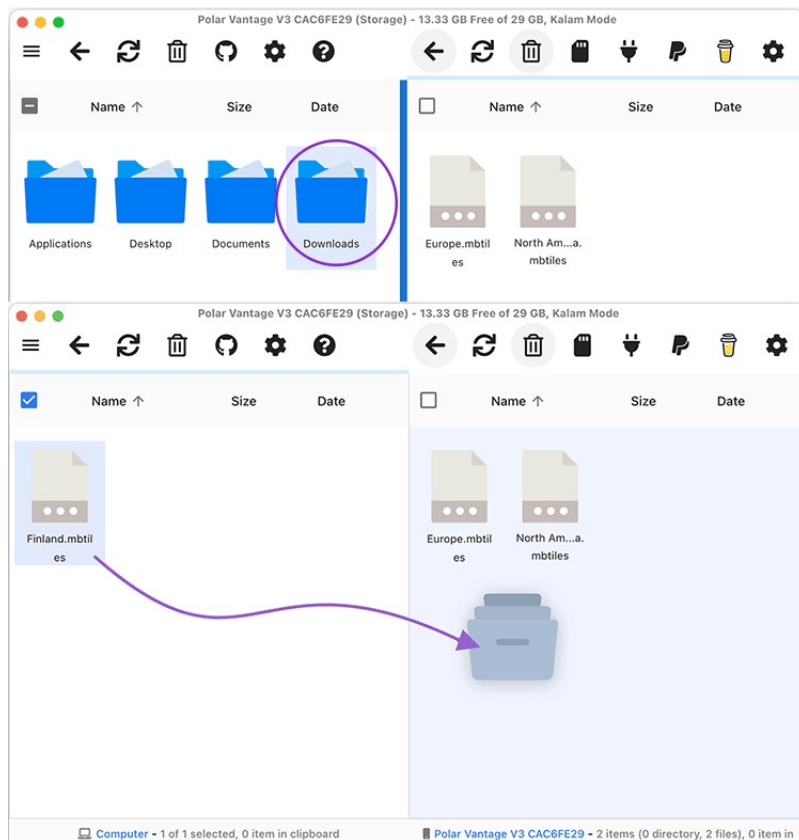 Polar Vantage V3 CAC6FE29 (Storage) - 13.33 GB Free of 29 GB, Kalam Mode
Name ↑ Size Date
Name ↑ Size Date
Applications Desktop Documents Downloads
Europe.mbtil
es
North Am...a.
mbtiles
Polar Vantage V3 CAC6FE29 (Storage) - 13.33 GB Free of 29 GB, Kalam Mode
Name ↑ Size Date
Name ↑ Size Date
Finland.mbtil
es
Europe.mbtil
es
North Am...a.
mbtiles
Computer - 1 of 1 selected, 0 item in clipboard
Polar Vantage V3 CAC6FE29 - 2 items (0 directory, 2 files), 0 item in